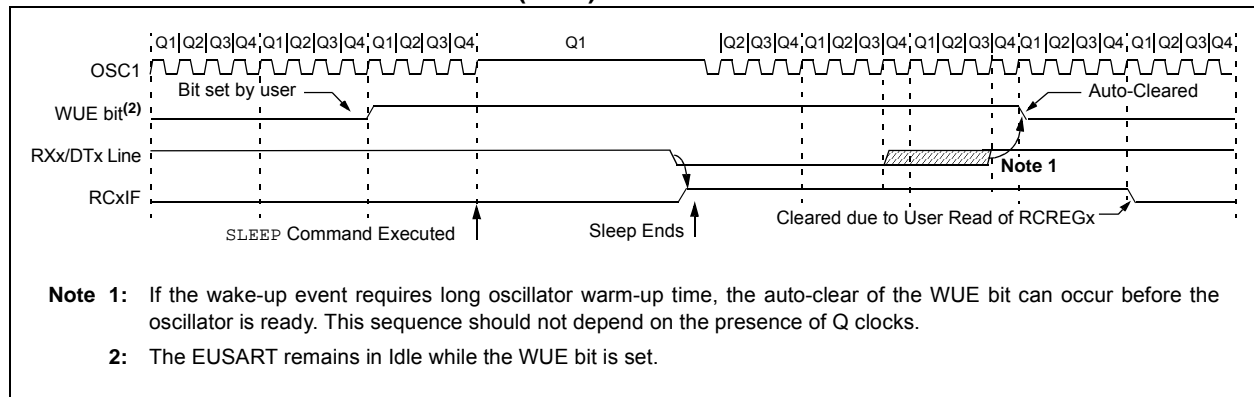 Q1 Q2 Q3 Q4 Q1 Q2 Q3 Q4 Q1 Q2 Q3 Q4 Q1 Q2 Q3 Q4 Q1 Q2 Q3 Q4 Q1 Q2 Q3 Q4 Q1 Q2 Q3 Q4 Q1 Q2 Q3 Q4
OSC1
Bit set by user
Auto-Cleared
WUE bit(2)
RXx/DTx Line
Note 1
RCxIF
Cleared due to User Read of RCREGx
SLEEP Command Executed
Sleep Ends
Note 1: If the wake-up event requires long oscillator warm-up time, the auto-clear of the WUE bit can occur before the
oscillator is ready. This sequence should not depend on the presence of Q clocks.
2: The EUSART remains in Idle while the WUE bit is set.